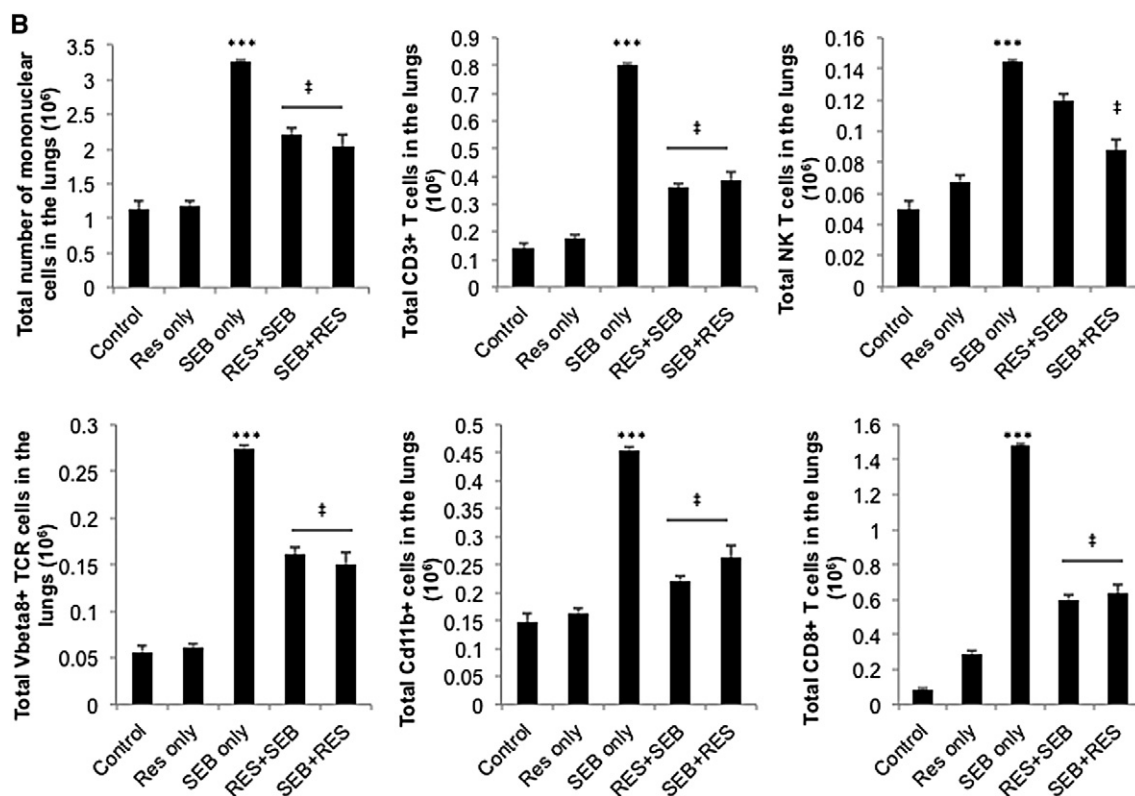 B
Total number of mononuclear
cells in the lungs (10⁶)
3.5
3
2.5
2
1.5
1
0.5
0
***
‡
Control
Res only
SEB only
RES+SEB
SEB+RES
Total CD3+ T cells in the lungs
(10⁶)
0.9
0.8
0.7
0.6
0.5
0.4
0.3
0.2
0.1
0
***
‡
Control
Res only
SEB only
RES+SEB
SEB+RES
Total NK T cells in the lungs
(10⁶)
0.16
0.14
0.12
0.1
0.08
0.06
0.04
0.02
0
***
‡
Control
Res only
SEB only
RES+SEB
SEB+RES
Total Vbeta8+ TCR cells in the
lungs (10⁶)
0.3
0.25
0.2
0.15
0.1
0.05
0
***
‡
Control
Res only
SEB only
RES+SEB
SEB+RES
Total Cd11b+ cells in the lungs
(10⁶)
0.5
0.45
0.4
0.35
0.3
0.25
0.2
0.15
0.1
0.05
0
***
‡
Control
Res only
SEB only
RES+SEB
SEB+RES
Total CD8+ T cells in the lungs
(10⁶)
1.6
1.4
1.2
1
0.8
0.6
0.4
0.2
0
***
‡
Control
Res only
SEB only
RES+SEB
SEB+RES